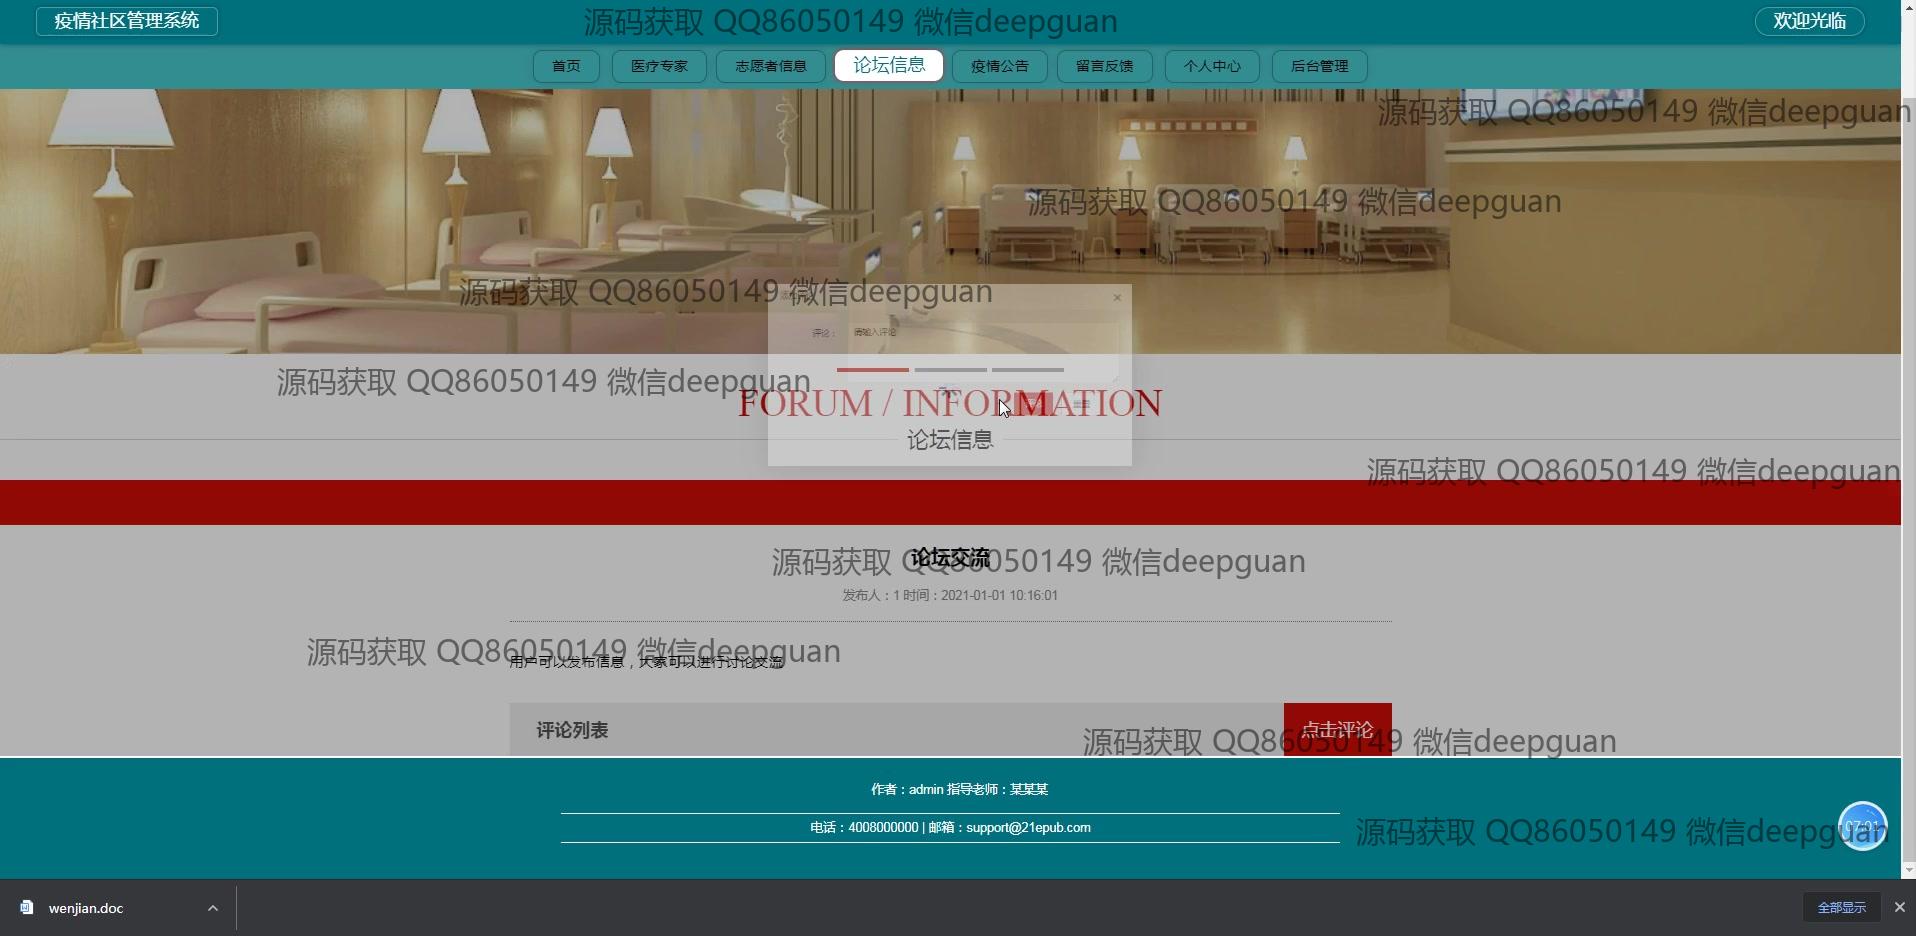 疫情社区管理系统
源码获取 QQ86050149 微信deepguan
欢迎光临
首页
医疗专家
志愿者信息
论坛信息
疫情公告
留言反馈
个人中心
后台管理
源码获取 QQ86050149 微信deepguan
源码获取 QQ86050149 微信deepguan
源码获取 QQ86050149 微信deepguan
×
评论：
请输入评论
源码获取 QQ86050149 微信deepguan
FORUM / INFORMATION
论坛信息
源码获取 QQ86050149 微信deepguan
论坛交流
源码获取 QQ86050149 微信deepguan
发布人：1 时间：2021-01-01 10:16:01
源码获取 QQ86050149 微信deepguan
用户可以发布信息，大家可以进行讨论交流
评论列表
点击评论
源码获取 QQ86050149 微信deepguan
作者：admin 指导老师：某某某
电话：4008000000 | 邮箱：support@21epub.com
源码获取 QQ86050149 微信deepguan
07:01
wenjian.doc
全部显示